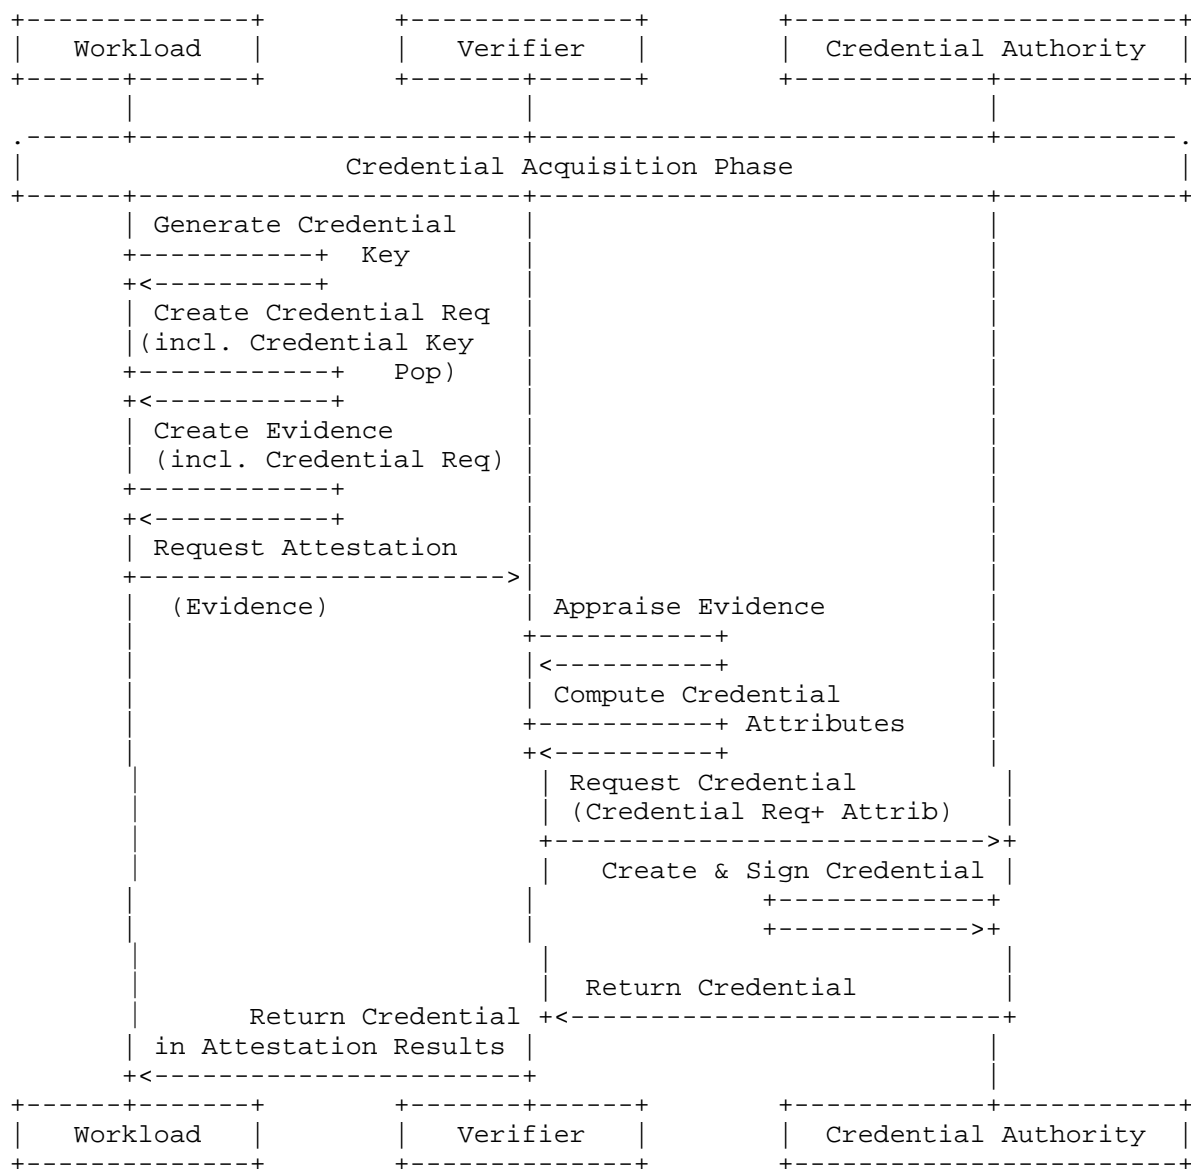 Workload Verifier Credential Authority
Credential Acquisition Phase
Generate Credential
Key
Create Credential Req
(incl. Credential Key
Pop)
Create Evidence
(incl. Credential Req)
Request Attestation
(Evidence) Appraise Evidence
Compute Credential
Attributes
Request Credential
(Credential Req+ Attrib)
Create & Sign Credential
Return Credential
Return Credential
in Attestation Results
Workload Verifier Credential Authority